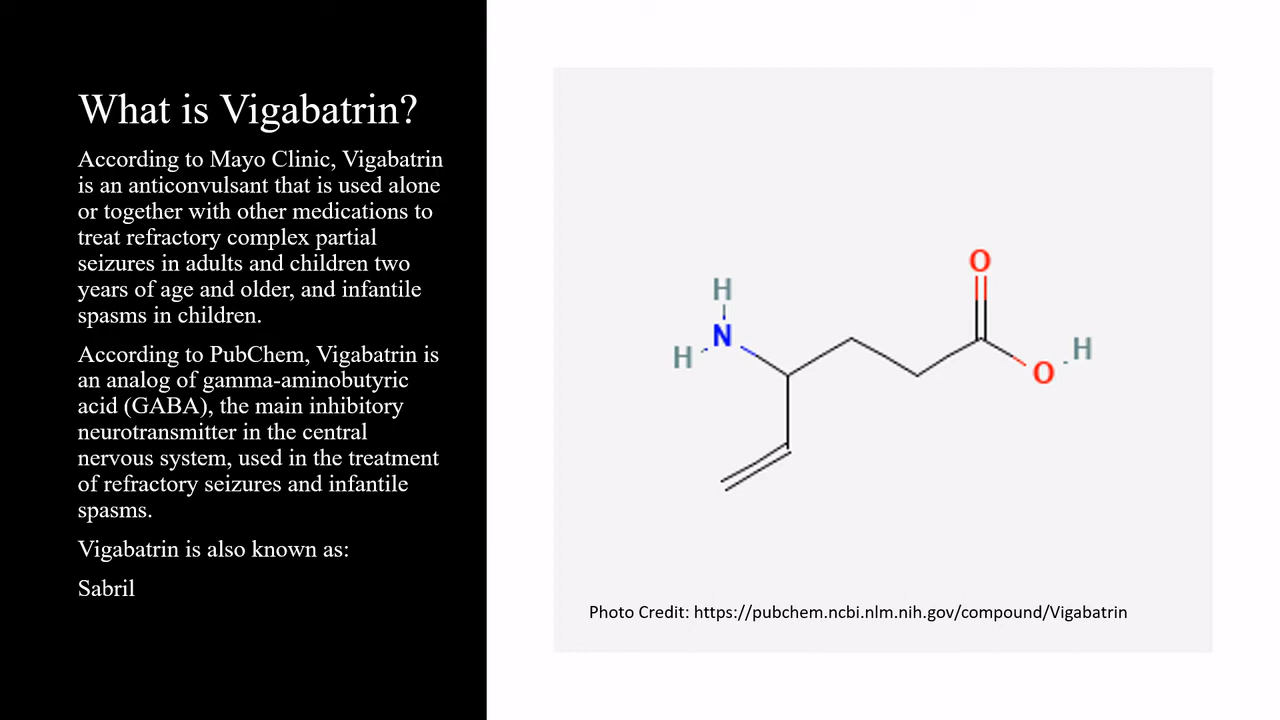 What is Vigabatrin?
According to Mayo Clinic, Vigabatrin
is an anticonvulsant that is used alone
or together with other medications to
treat refractory complex partial
seizures in adults and children two
years of age and older, and infantile
spasms in children.
According to PubChem, Vigabatrin is
an analog of gamma-aminobutyric
acid (GABA), the main inhibitory
neurotransmitter in the central
nervous system, used in the treatment
of refractory seizures and infantile
spasms.
Vigabatrin is also known as:
Sabril
O
H
N
H
H
O
Photo Credit: https://pubchem.ncbi.nlm.nih.gov/compound/Vigabatrin